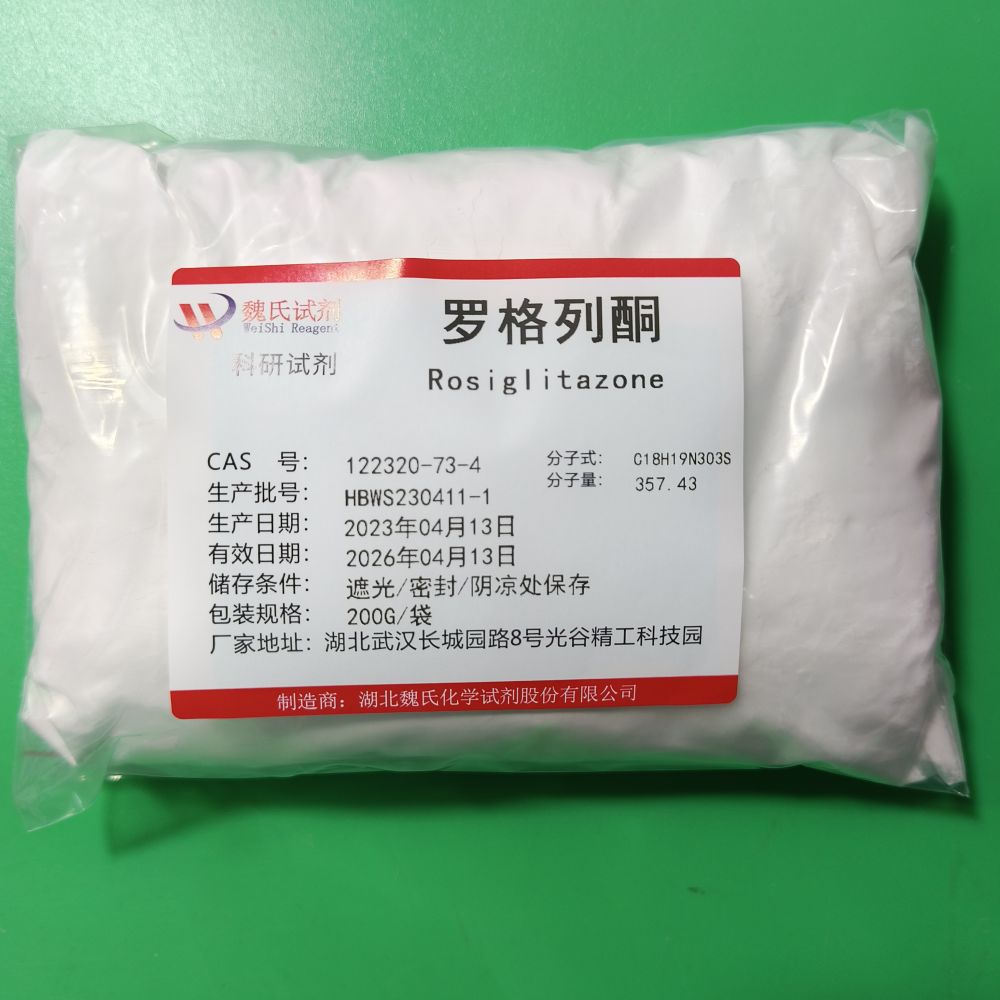 魏氏试剂
WeiShi Reagent
科研试剂
罗格列酮
Rosiglitazone
CAS 号: 122320-73-4
分子式: C18H19N3O3S
生产批号: HBWS230411-1
分子量: 357.43
生产日期: 2023年04月13日
有效日期: 2026年04月13日
储存条件: 遮光/密封/阴凉处保存
包装规格: 200G/袋
厂家地址: 湖北武汉长城园路8号光谷精工科技园
制造商: 湖北魏氏化学试剂股份有限公司